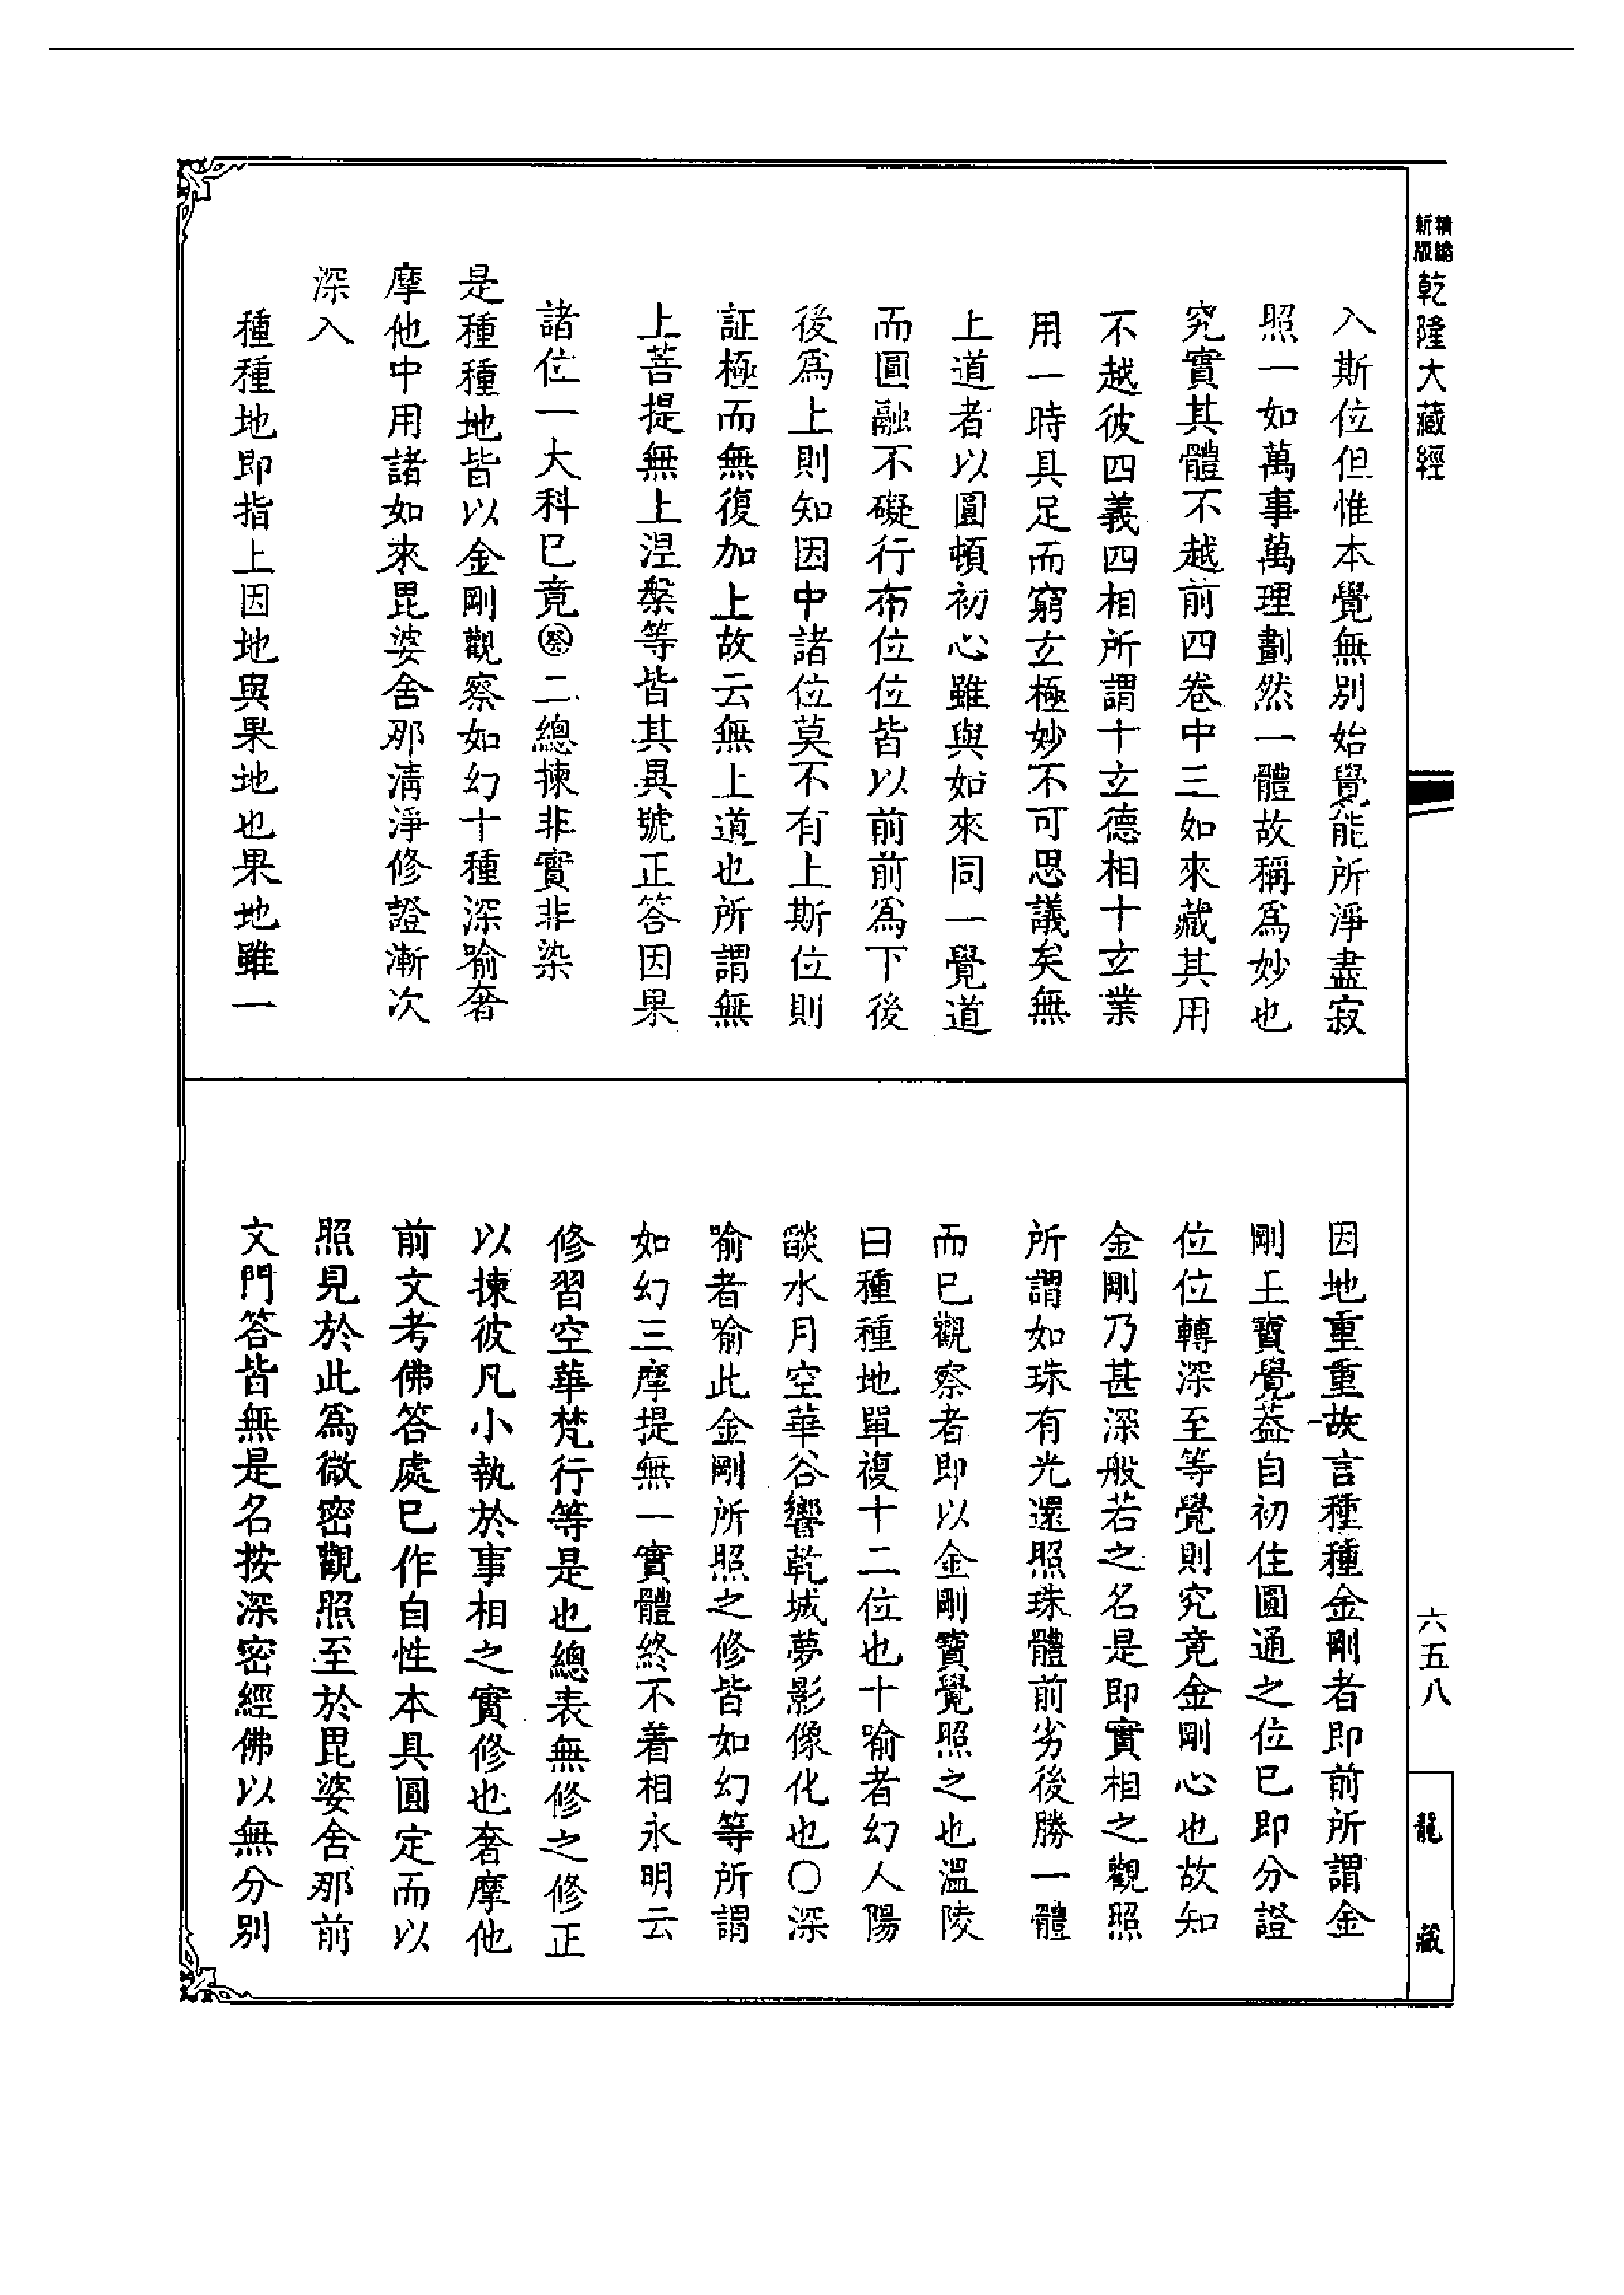 精縮新版乾隆大藏經
入斯位但惟本覺無別始覺能所淨盡寂
照一如萬事萬理劃然一體故稱爲妙也
究實其體不越前四卷中三如來藏其用
不越彼四義四相所謂十玄德相十玄業
用一時具足而窮玄極妙不可思議矣無
上道者以圓頓初心雖與如來同一覺道
而圓融不礙行布位位皆以前前爲下後
後爲上則知因中諸位莫不有上斯位則
証極而無復加上故云無上道也所謂無
上菩提無上涅槃等皆其異號正答因果
諸位一大科巳竟㊋二總揀非實非染
是種種地皆以金剛觀察如幻十種深喻奢
摩他中用諸如來毘婆舍那清淨修證漸次
深入
種種地即指上因地與果地也果地雖一
因地重重故言種種金剛者即前所謂金
剛王寶覺葢自初住圓通之位巳即分證
位位轉深至等覺則究竟金剛心也故知
金剛乃甚深般若之名是即實相之觀照
所謂如珠有光還照珠體前劣後勝一體
而巳觀察者即以金剛寶覺照之也溫陵
曰種種地單複十二位也十喻者幻人陽
燄水月空華谷響乾城夢影像化也○深
喻者喻此金剛所照之修皆如幻等所謂
如幻三摩提無一實體終不着相永明云
修習空華梵行等是也總表無修之修正
以揀彼凡小執於事相之實修也奢摩他
前文考佛答處巳作自性本具圓定而以
照見於此爲微密觀照至於毘婆舍那前
文門答皆無是名按深密經佛以無分別
六五八
龍藏